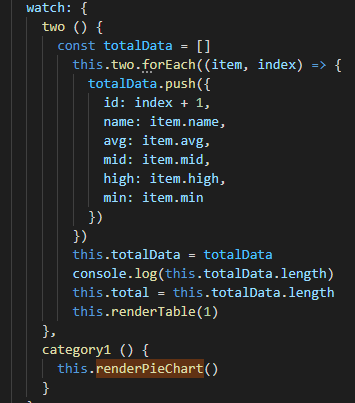 watch: {
two () {
const totalData = []
this.two.forEach((item, index) => {
totalData.push({
id: index + 1,
name: item.name,
avg: item.avg,
mid: item.mid,
high: item.high,
min: item.min
})
})
this.totalData = totalData
console.log(this.totalData.length)
this.total = this.totalData.length
this.renderTable(1)
},
category1 () {
this.renderPieChart()
}